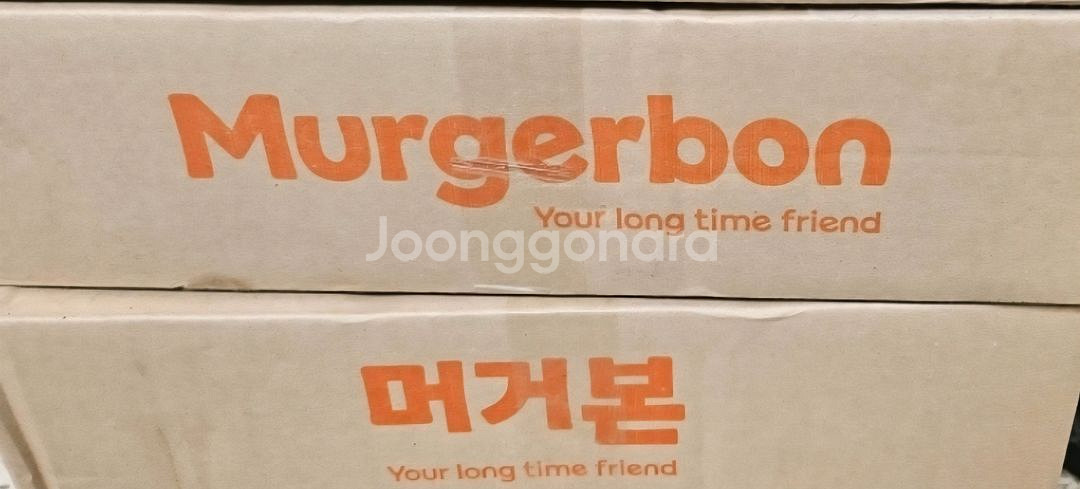 Murgerbon
Your long time friend
Joonggonara
머거본
Your long time friend